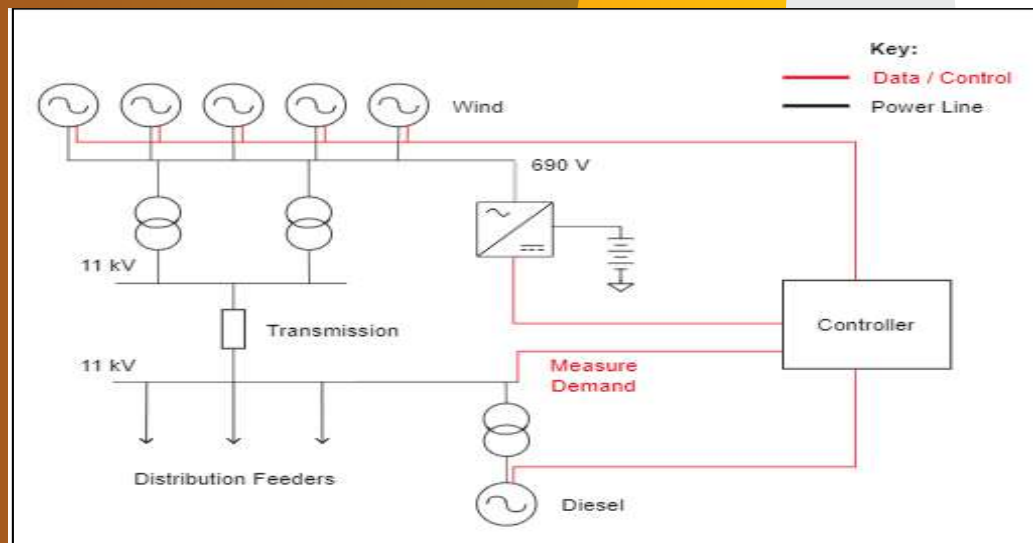 Key:
Data / Control
Power Line
Wind
690 V
11 kV
Transmission
Controller
11 kV
Measure
Demand
Distribution Feeders
Diesel